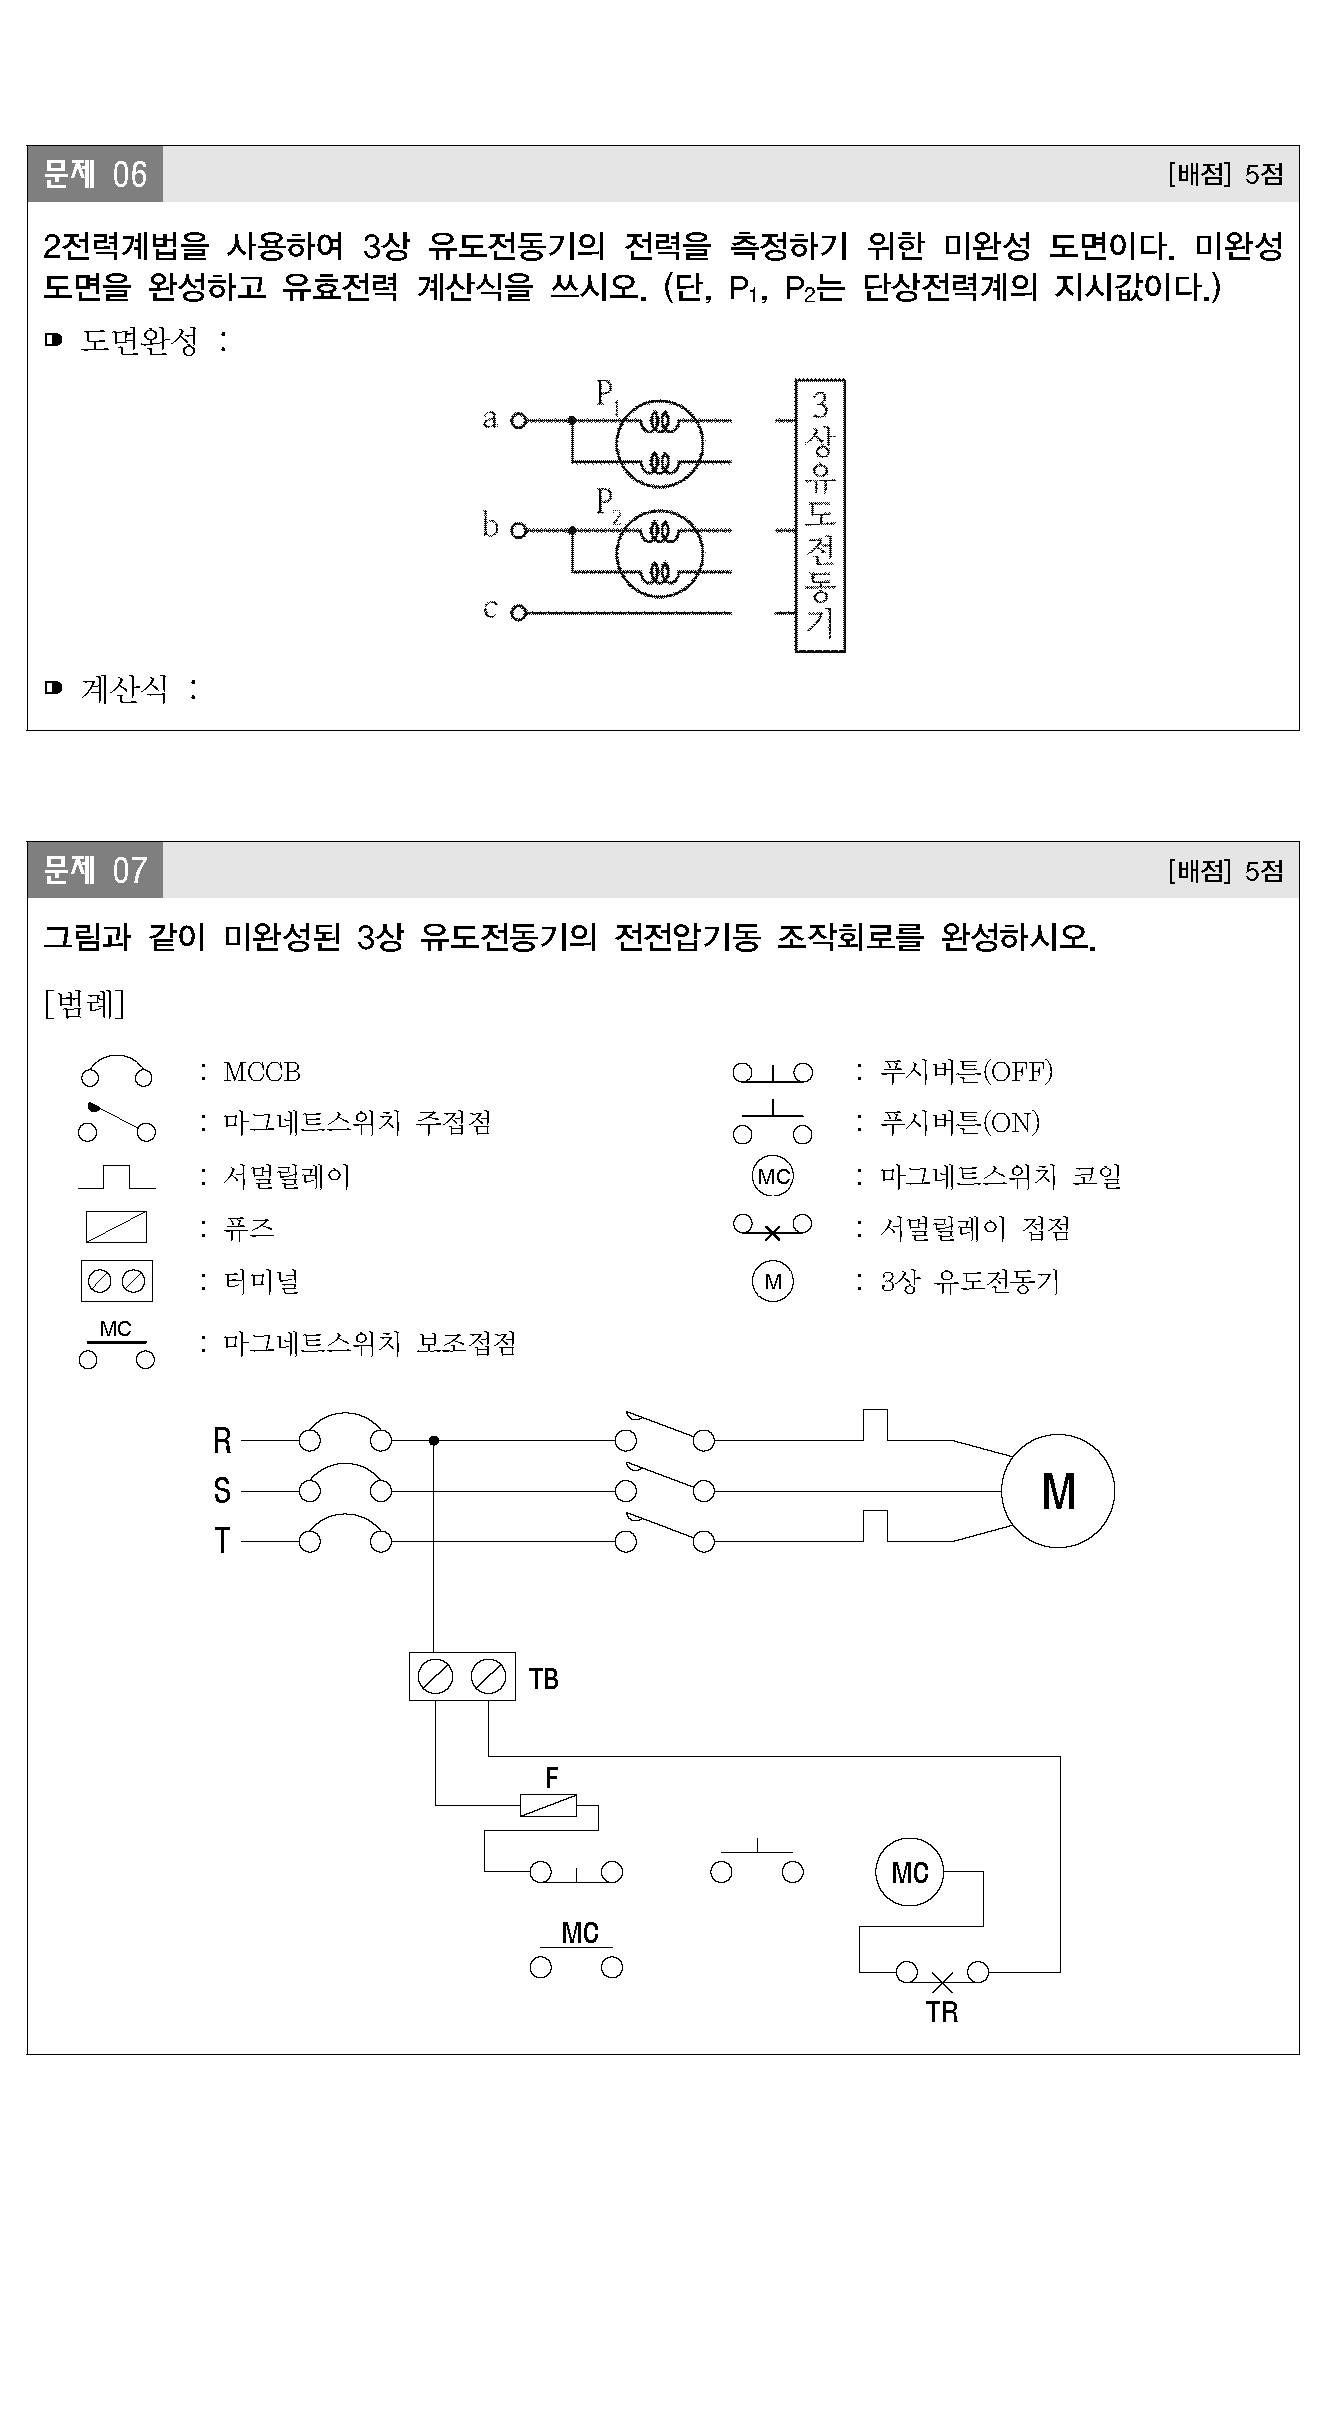 문제 06 [배점] 5점
2전력계법을 사용하여 3상 유도전동기의 전력을 측정하기 위한 미완성 도면이다. 미완성
도면을 완성하고 유효전력 계산식을 쓰시오. (단, P₁, P₂는 단상전력계의 지시값이다.)
도면완성 :
P₁
a
P₂
b
c
3상유도전동기
계산식 :
문제 07 [배점] 5점
그림과 같이 미완성된 3상 유도전동기의 전전압기동 조작회로를 완성하시오.
[범례]
: MCCB : 푸시버튼(OFF)
: 마그네트스위치 주접점 : 푸시버튼(ON)
: 서멀릴레이 MC : 마그네트스위치 코일
: 퓨즈 : 서멀릴레이 접점
: 터미널 M : 3상 유도전동기
MC : 마그네트스위치 보조접점
R
S
T
M
TB
F
MC
MC
TR